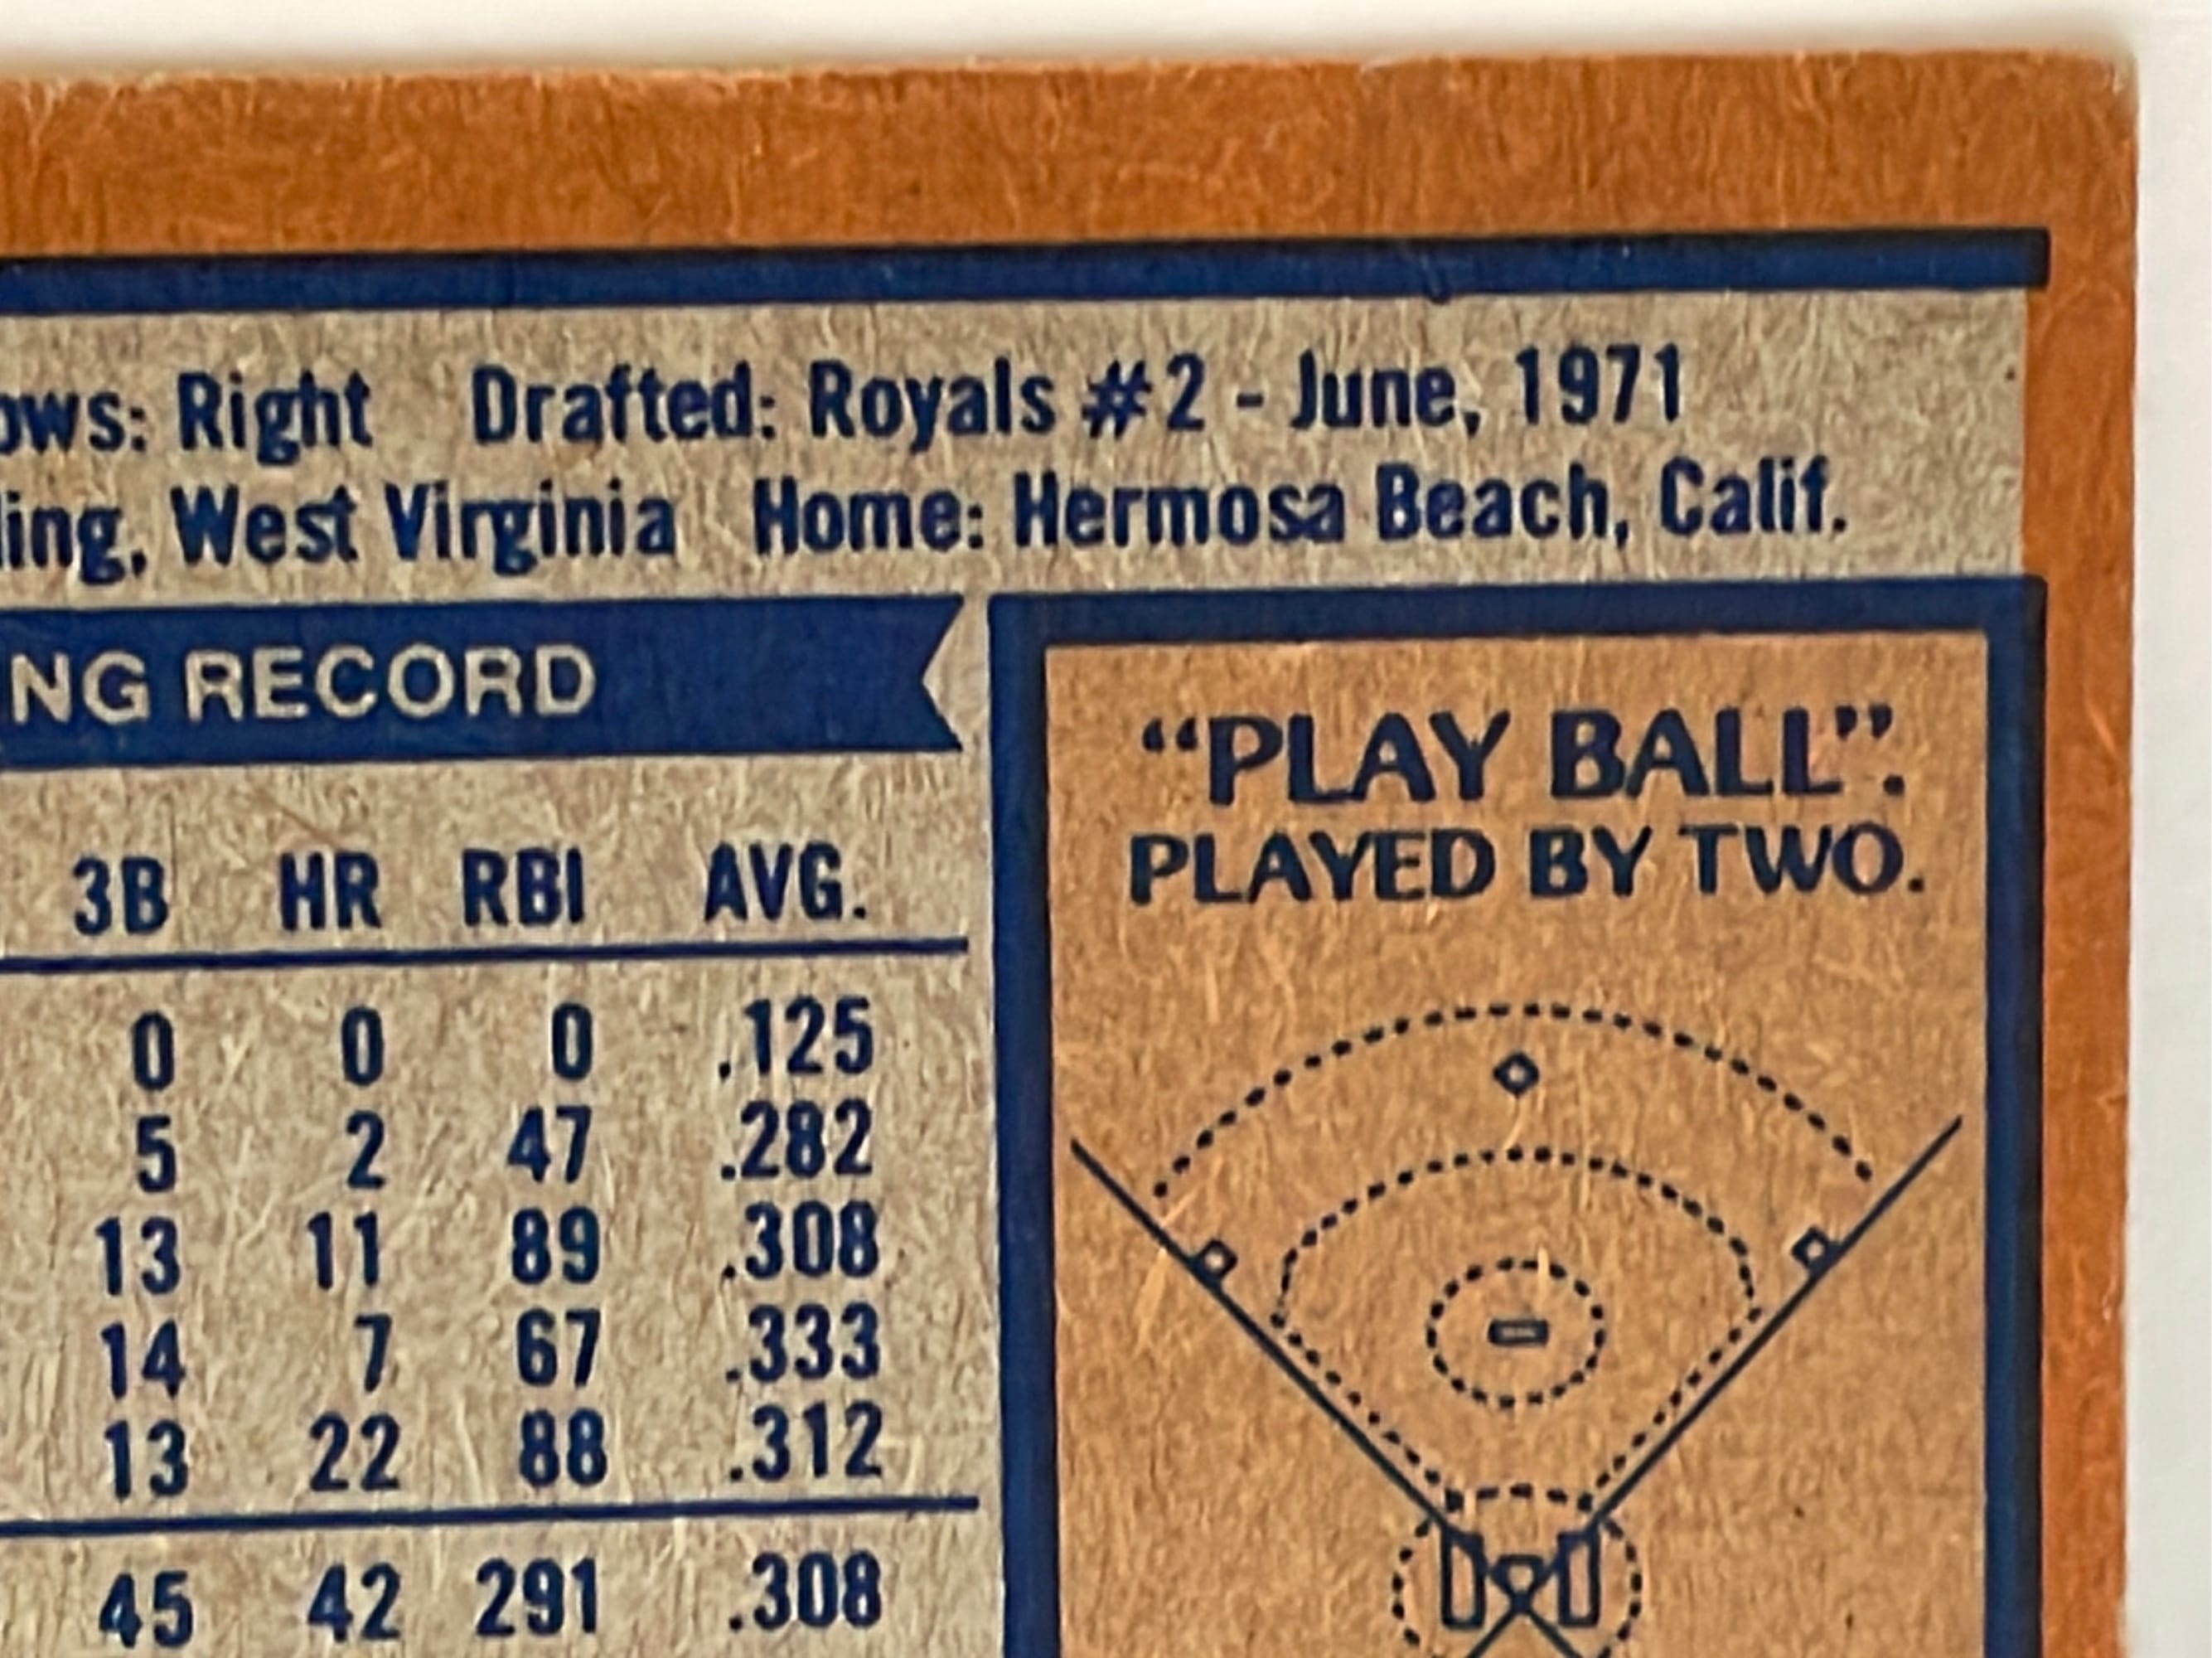 ows: Right Drafted: Royals #2 - June, 1971
ling, West Virginia Home: Hermosa Beach, Calif.
NG RECORD
"PLAY BALL".
PLAYED BY TWO.
3B HR RBI AVG.
0 0 0 .125
5 2 47 .282
13 11 89 .308
14 7 67 .333
13 22 88 .312
45 42 291 .308